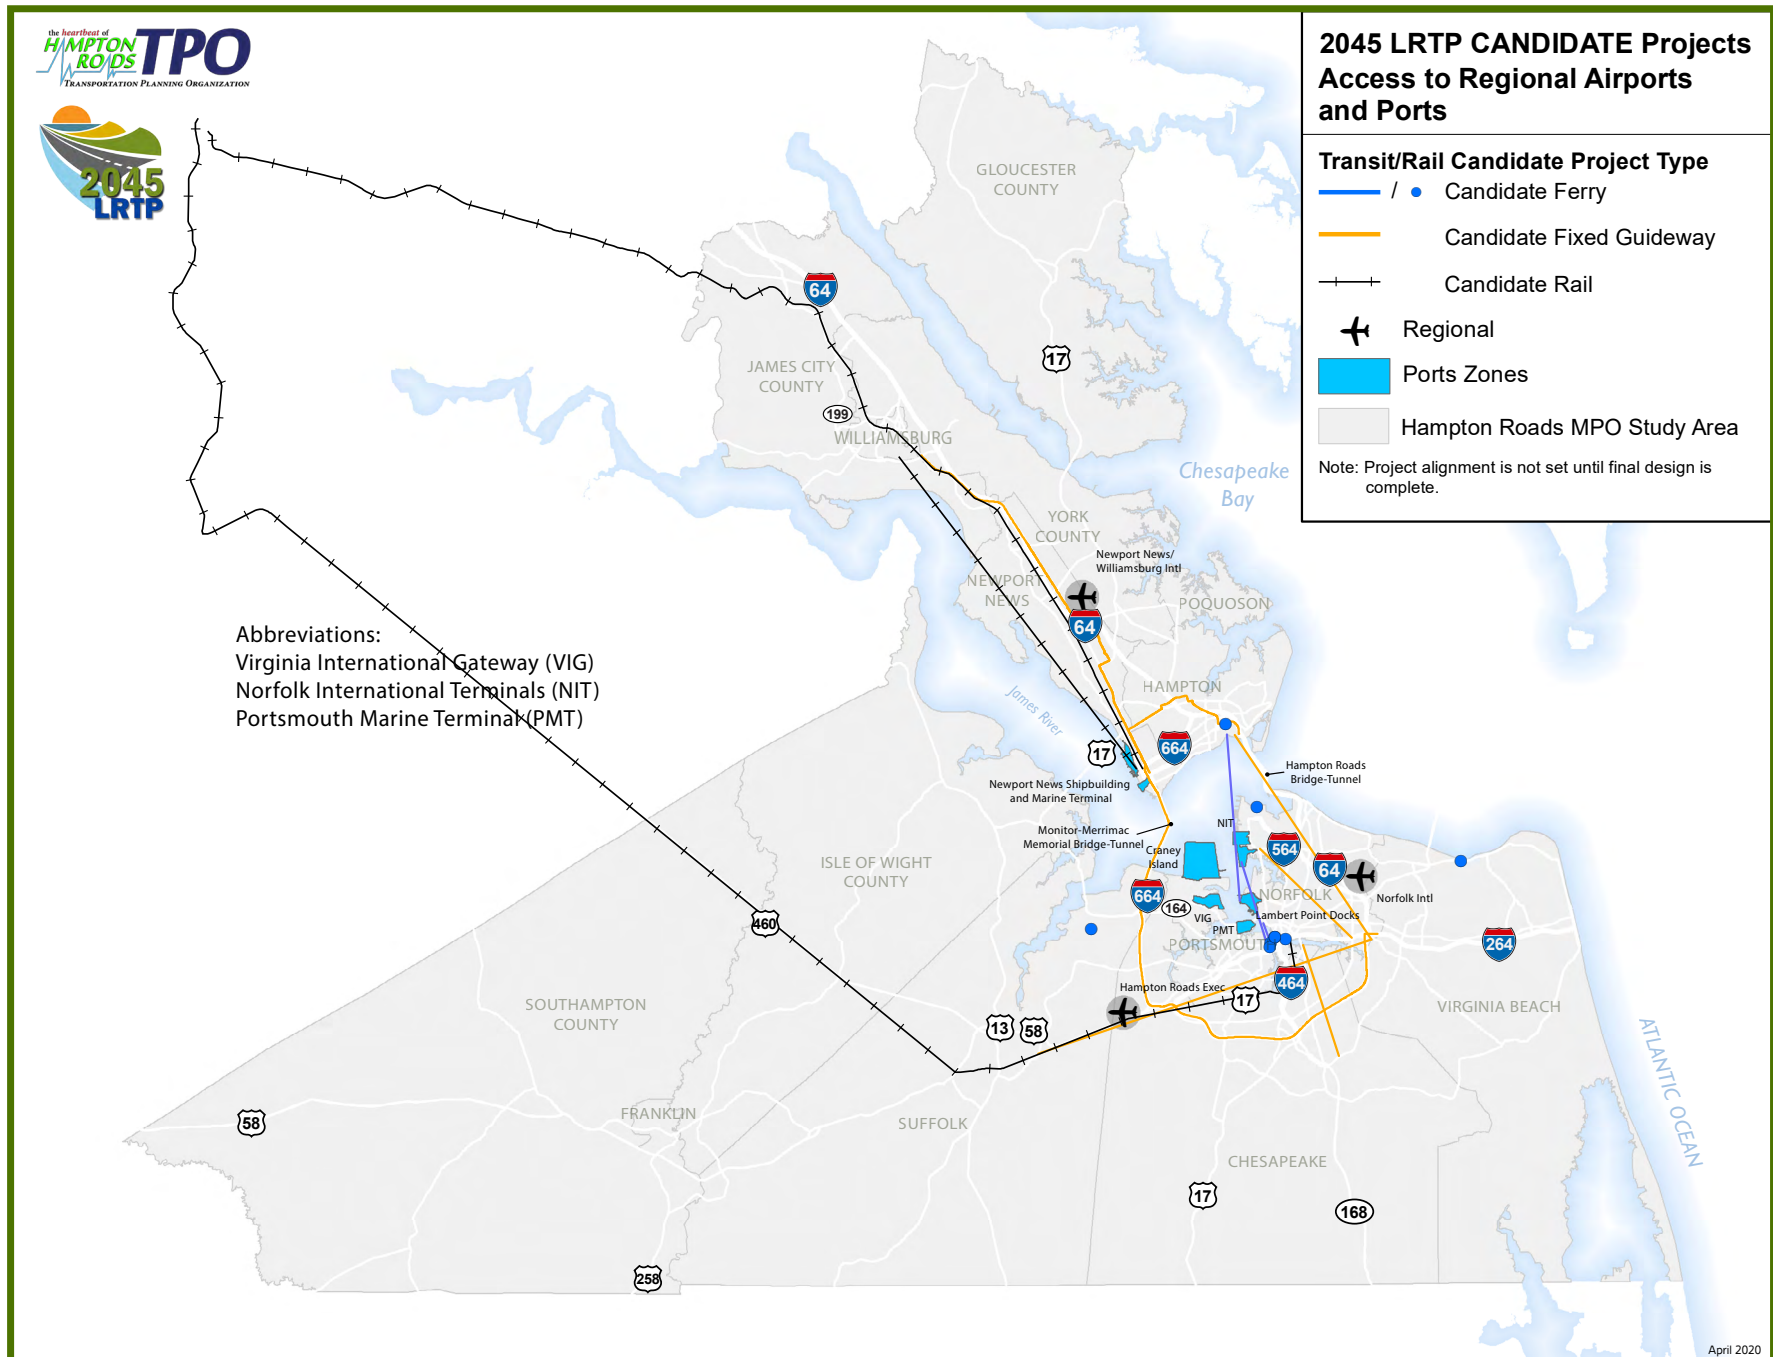 the heartbeat of
HAMPTON
ROADS
TPO
TRANSPORTATION PLANNING ORGANIZATION
2045
LRTP
2045 LRTP CANDIDATE Projects
Access to Regional Airports
and Ports
Transit/Rail Candidate Project Type
/ Candidate Ferry
Candidate Fixed Guideway
Candidate Rail
Regional
Ports Zones
Hampton Roads MPO Study Area
Note: Project alignment is not set until final design is
complete.
GLOUCESTER
COUNTY
64
17
JAMES CITY
COUNTY
199
WILLIAMSBURG
Chesapeake
Bay
YORK
COUNTY
Newport News/
Williamsburg Intl
NEWPORT
NEWS
POQUOSON
64
Abbreviations:
Virginia International Gateway (VIG)
Norfolk International Terminals (NIT)
Portsmouth Marine Terminal (PMT)
HAMPTON
James River
17
664
Hampton Roads
Bridge-Tunnel
Newport News Shipbuilding
and Marine Terminal
Monitor-Merrimac
Memorial Bridge-Tunnel
NIT
Craney
Island
564
64
ISLE OF WIGHT
COUNTY
664
164
VIG
NORFOLK
Norfolk Intl
Lambert Point Docks
PMT
460
PORTSMOUTH
264
464
Hampton Roads Exec
17
SOUTHAMPTON
COUNTY
13
58
VIRGINIA BEACH
ATLANTIC OCEAN
58
FRANKLIN
SUFFOLK
CHESAPEAKE
17
168
258
April 2020